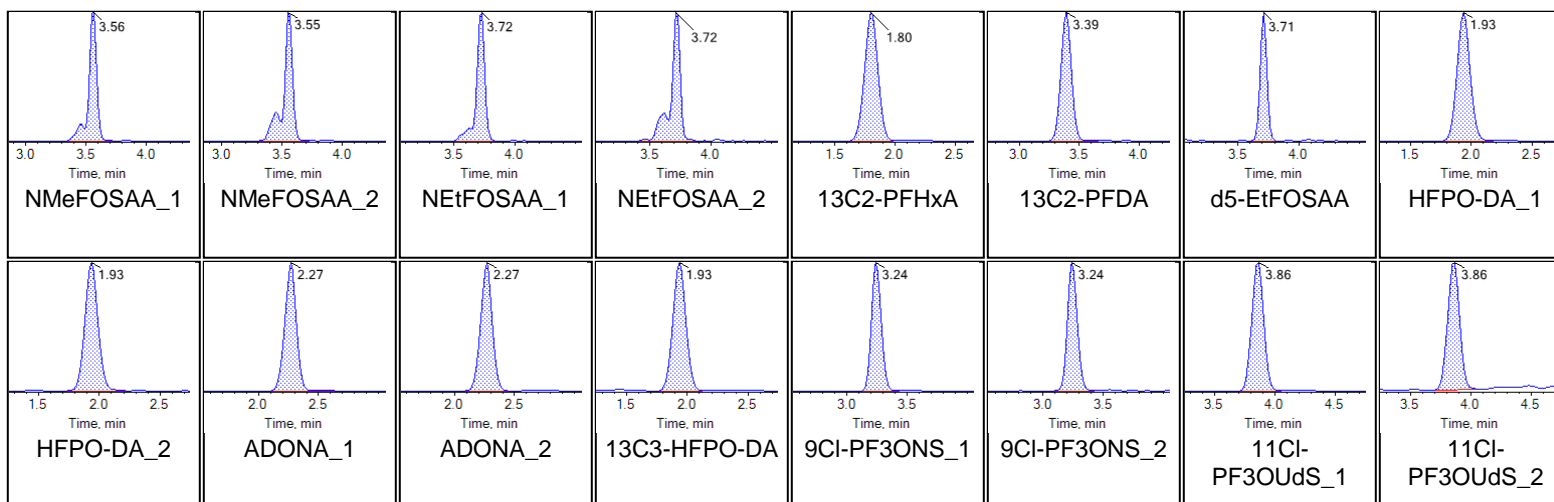 3.56 3.55 3.72 3.72 1.80 3.39 3.71 1.93
3.0 3.5 4.0 3.0 3.5 4.0 3.5 4.0 3.5 4.0 2.0 2.5 3.0 3.5 4.0 3.5 4.0 1.5 2.0 2.5
Time, min Time, min Time, min Time, min Time, min Time, min Time, min Time, min
NMeFOSAA_1 NMeFOSAA_2 NEtFOSAA_1 NEtFOSAA_2 13C2-PFHxA 13C2-PFDA d5-EtFOSAA HFPO-DA_1
1.93 2.27 2.27 1.93 3.24 3.24 3.86 3.86
1.5 2.0 2.5 2.0 2.5 2.0 2.5 1.5 2.0 2.5 3.0 3.5 3.0 3.5 3.5 4.0 4.5 3.5 4.0 4.5
Time, min Time, min Time, min Time, min Time, min Time, min Time, min Time, min
HFPO-DA_2 ADONA_1 ADONA_2 13C3-HFPO-DA 9Cl-PF3ONS_1 9Cl-PF3ONS_2 11Cl- 11Cl-
PF3OUdS_1 PF3OUdS_2